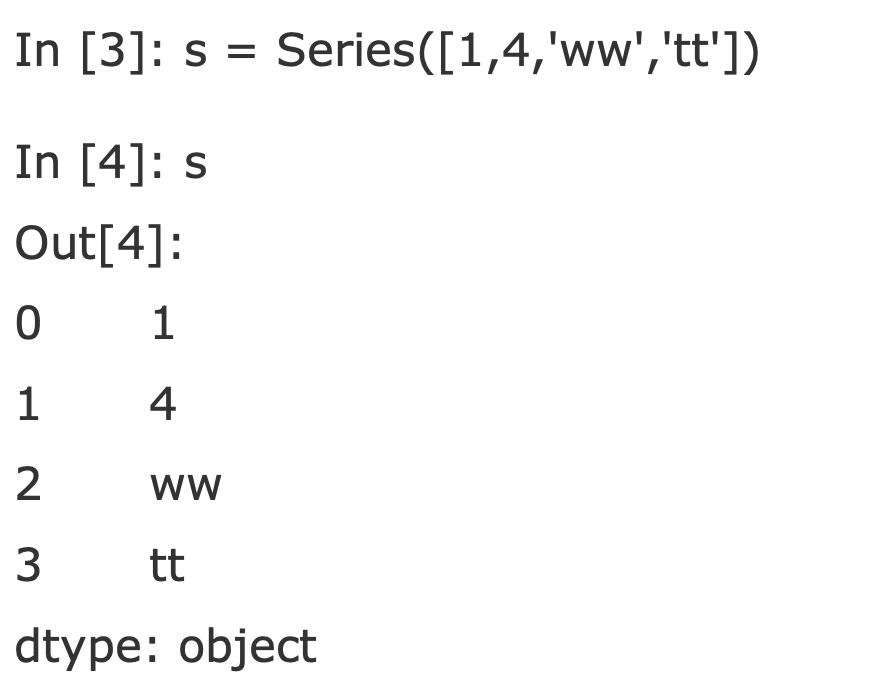 In [3]: s = Series([1,4,'ww','tt'])
In [4]: s
Out[4]:
0 1
1 4
2 ww
3 tt
dtype: object